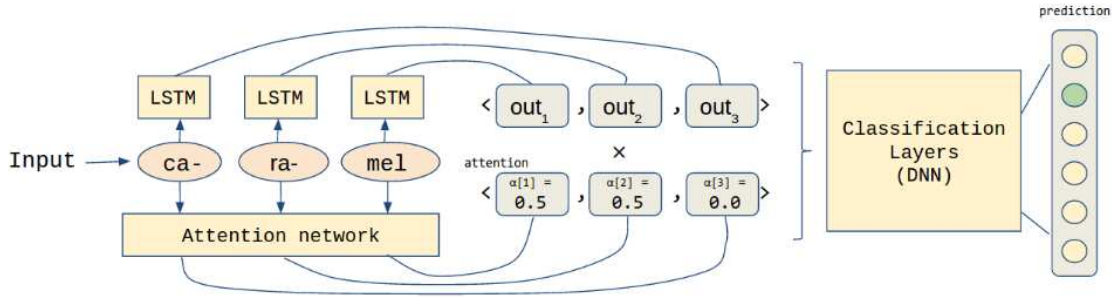 prediction
LSTM LSTM LSTM
< out1 , out2 , out3 >
Classification
Layers
(DNN)
Input ca- ra- mel
×
attention
< α[1] = 0.5 , α[2] = 0.5 , α[3] = 0.0 >
Attention network